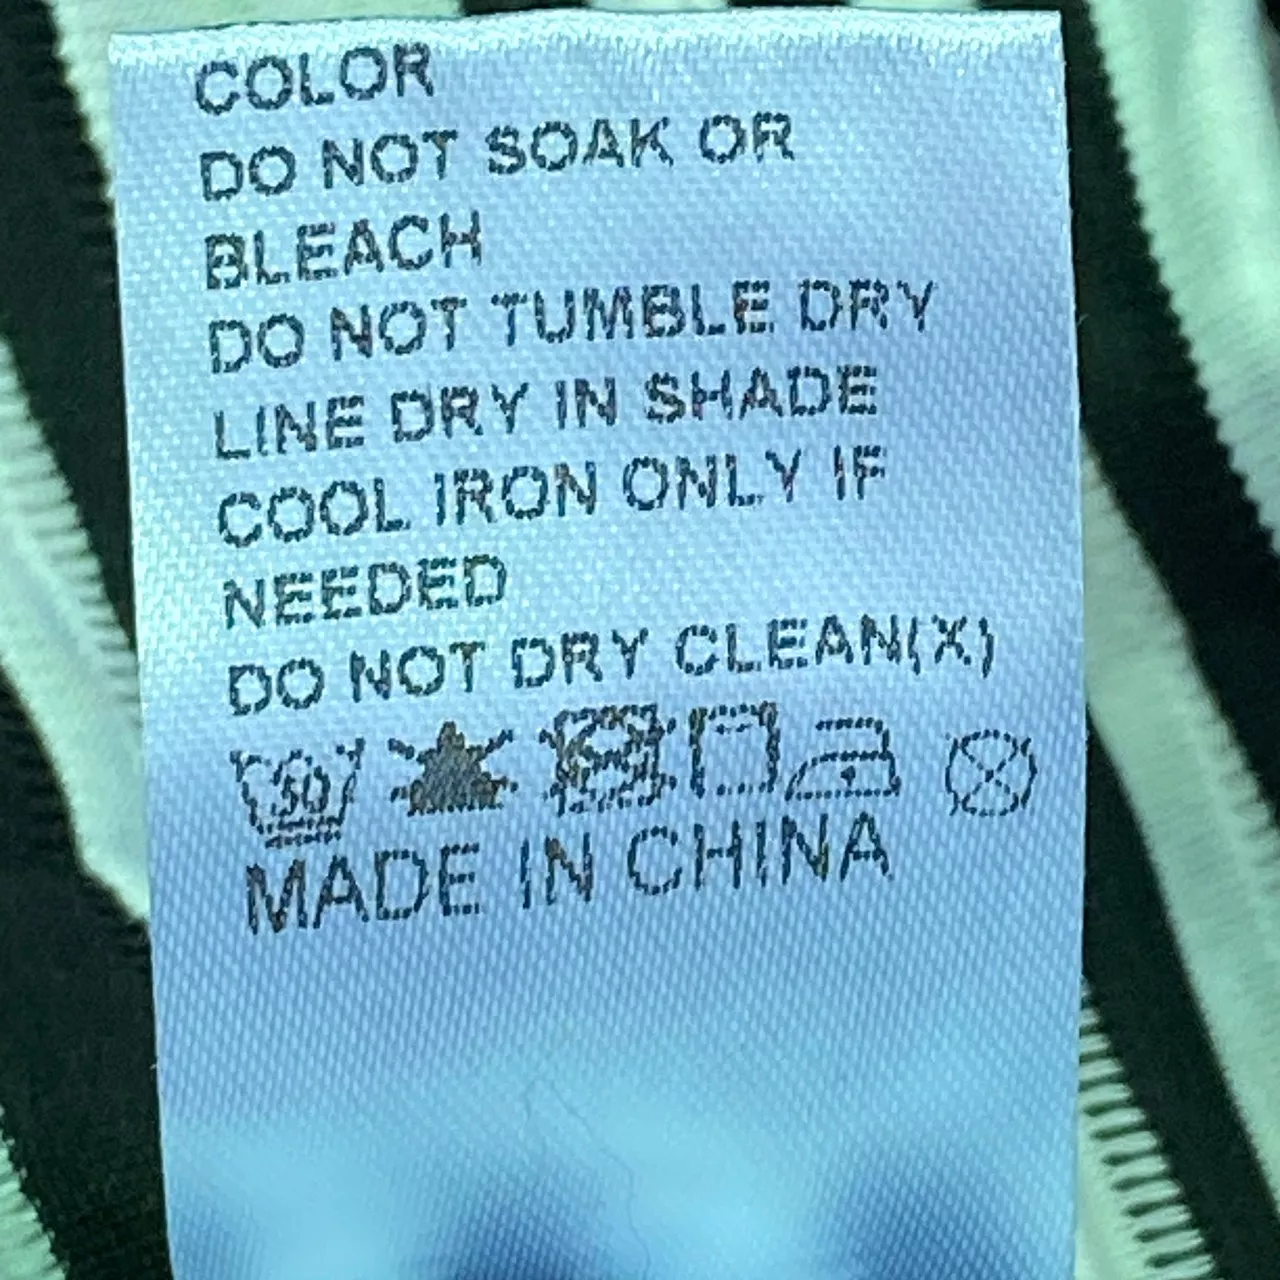 COLOR
DO NOT SOAK OR
BLEACH
DO NOT TUMBLE DRY
LINE DRY IN SHADE
COOL IRON ONLY IF
NEEDED
DO NOT DRY CLEAN(X)
MADE IN CHINA